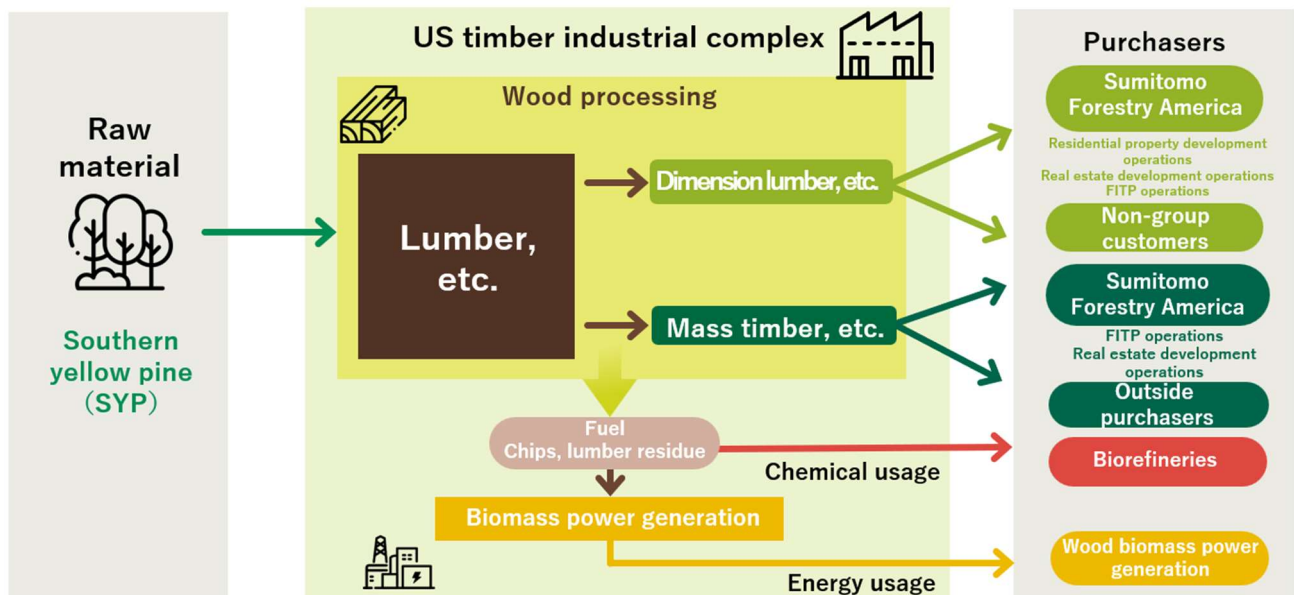 Raw
material
Southern
yellow pine
（SYP）
US timber industrial complex
Wood processing
Lumber,
etc.
Dimension lumber, etc.
Mass timber, etc.
Fuel
Chips, lumber residue
Chemical usage
Biomass power generation
Energy usage
Purchasers
Sumitomo
Forestry America
Residential property development
operations
Real estate development operations
FITP operations
Non-group
customers
Sumitomo
Forestry America
FITP operations
Real estate development
operations
Outside
purchasers
Biorefineries
Wood biomass power
generation